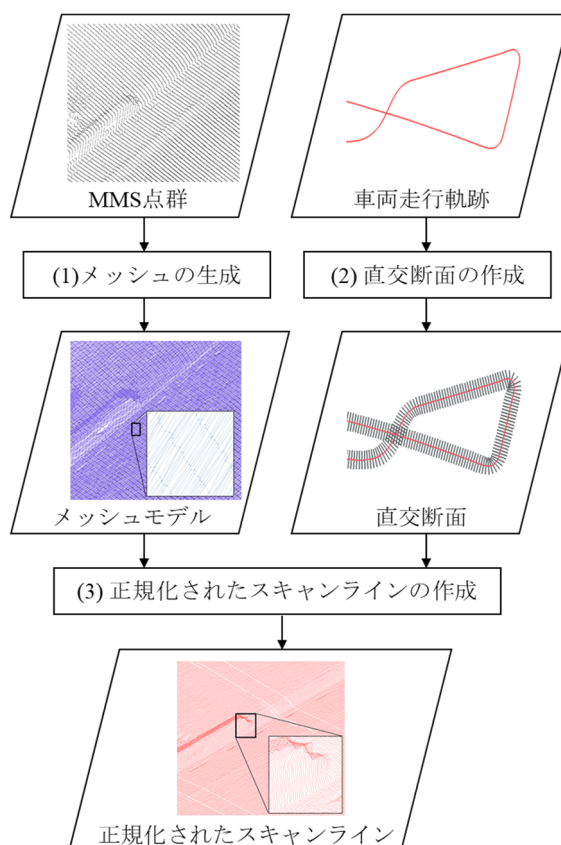 MMS点群
車両走行軌跡
(1)メッシュの生成
(2) 直交断面の作成
メッシュモデル
直交断面
(3) 正規化されたスキャンラインの作成
正規化されたスキャンライン